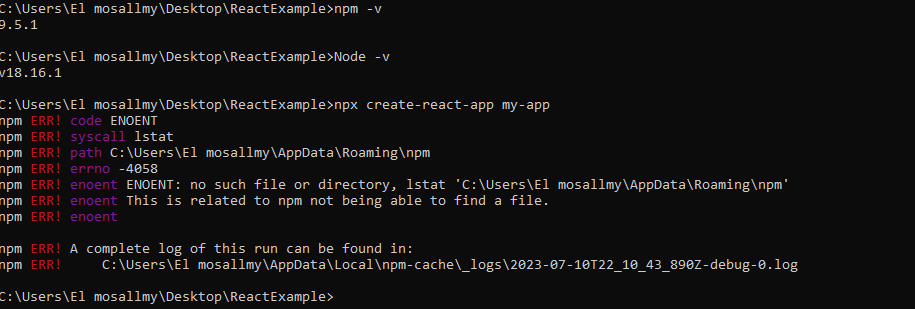 C:\Users\El mosallmy\Desktop\ReactExample>npm -v
9.5.1
C:\Users\El mosallmy\Desktop\ReactExample>Node -v
v18.16.1
C:\Users\El mosallmy\Desktop\ReactExample>npx create-react-app my-app
npm ERR! code ENOENT
npm ERR! syscall lstat
npm ERR! path C:\Users\El mosallmy\AppData\Roaming\npm
npm ERR! errno -4058
npm ERR! enoent ENOENT: no such file or directory, lstat 'C:\Users\El mosallmy\AppData\Roaming\npm'
npm ERR! enoent This is related to npm not being able to find a file.
npm ERR! enoent
npm ERR! A complete log of this run can be found in:
npm ERR!     C:\Users\El mosallmy\AppData\Local\npm-cache\_logs\2023-07-10T22_10_43_890Z-debug-0.log
C:\Users\El mosallmy\Desktop\ReactExample>